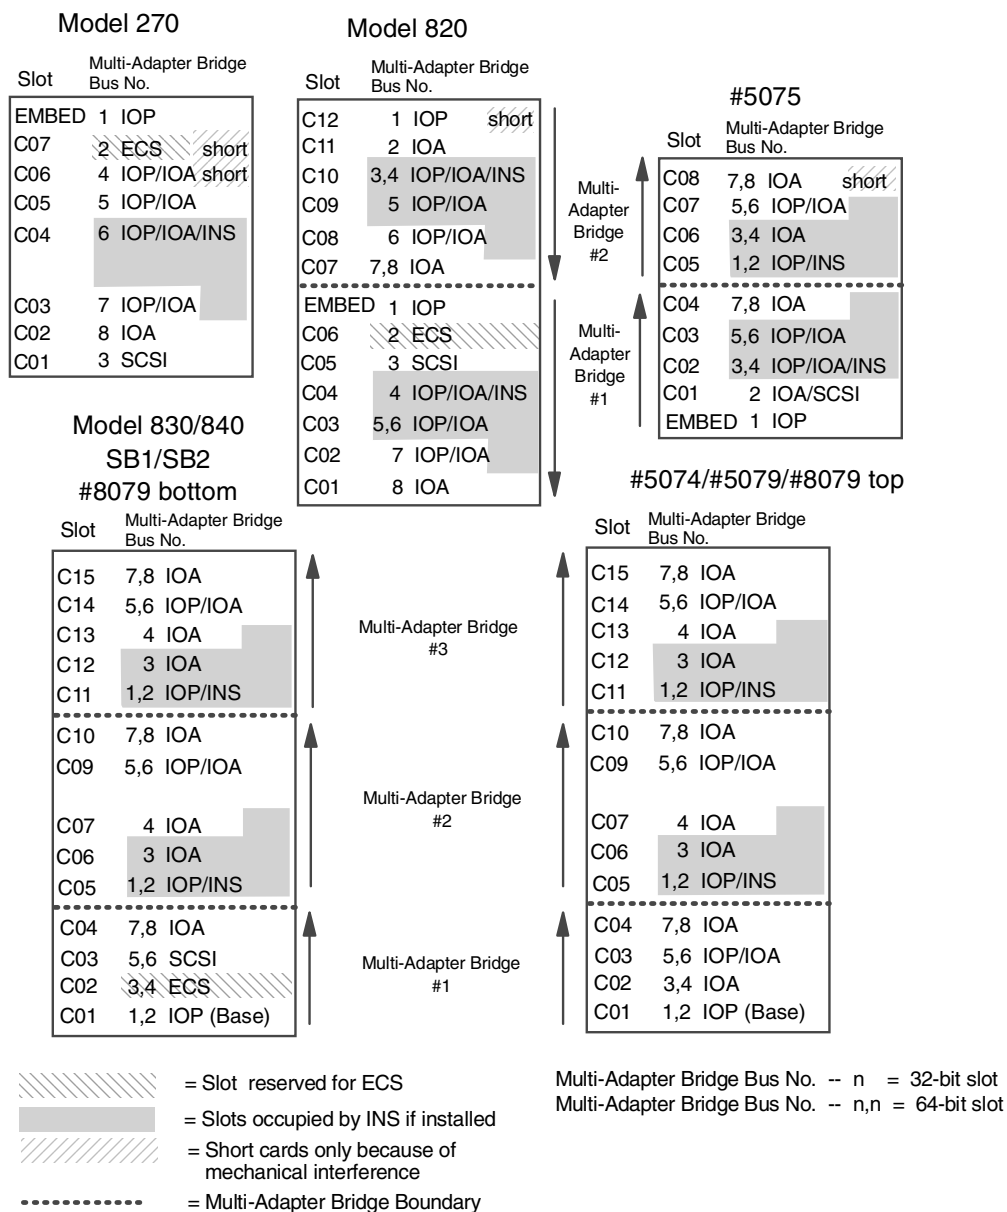 Model 270
Slot Multi-Adapter Bridge Bus No.
EMBED 1 IOP
C07 2 ECS short
C06 4 IOP/IOA short
C05 5 IOP/IOA
C04 6 IOP/IOA/INS
C03 7 IOP/IOA
C02 8 IOA
C01 3 SCSI
Model 820
Slot Multi-Adapter Bridge Bus No.
C12 1 IOP short
C11 2 IOA
C10 3,4 IOP/IOA/INS
C09 5 IOP/IOA
C08 6 IOP/IOA
C07 7,8 IOA
EMBED 1 IOP
C06 2 ECS
C05 3 SCSI
C04 4 IOP/IOA/INS
C03 5,6 IOP/IOA
C02 7 IOP/IOA
C01 8 IOA
Multi-
Adapter
Bridge
#2
Multi-
Adapter
Bridge
#1
#5075
Slot Multi-Adapter Bridge Bus No.
C08 7,8 IOA short
C07 5,6 IOP/IOA
C06 3,4 IOA
C05 1,2 IOP/INS
C04 7,8 IOA
C03 5,6 IOP/IOA
C02 3,4 IOP/IOA/INS
C01 2 IOA/SCSI
EMBED 1 IOP
Model 830/840
SB1/SB2
#8079 bottom
Slot Multi-Adapter Bridge Bus No.
C15 7,8 IOA
C14 5,6 IOP/IOA
C13 4 IOA
C12 3 IOA
C11 1,2 IOP/INS
C10 7,8 IOA
C09 5,6 IOP/IOA
C07 4 IOA
C06 3 IOA
C05 1,2 IOP/INS
C04 7,8 IOA
C03 5,6 SCSI
C02 3,4 ECS
C01 1,2 IOP (Base)
Multi-Adapter Bridge
#3
Multi-Adapter Bridge
#2
Multi-Adapter Bridge
#1
#5074/#5079/#8079 top
Slot Multi-Adapter Bridge Bus No.
C15 7,8 IOA
C14 5,6 IOP/IOA
C13 4 IOA
C12 3 IOA
C11 1,2 IOP/INS
C10 7,8 IOA
C09 5,6 IOP/IOA
C07 4 IOA
C06 3 IOA
C05 1,2 IOP/INS
C04 7,8 IOA
C03 5,6 IOP/IOA
C02 3,4 IOA
C01 1,2 IOP (Base)
= Slot reserved for ECS
= Slots occupied by INS if installed
= Short cards only because of
mechanical interference
= Multi-Adapter Bridge Boundary
Multi-Adapter Bridge Bus No. -- n = 32-bit slot
Multi-Adapter Bridge Bus No. -- n,n = 64-bit slot